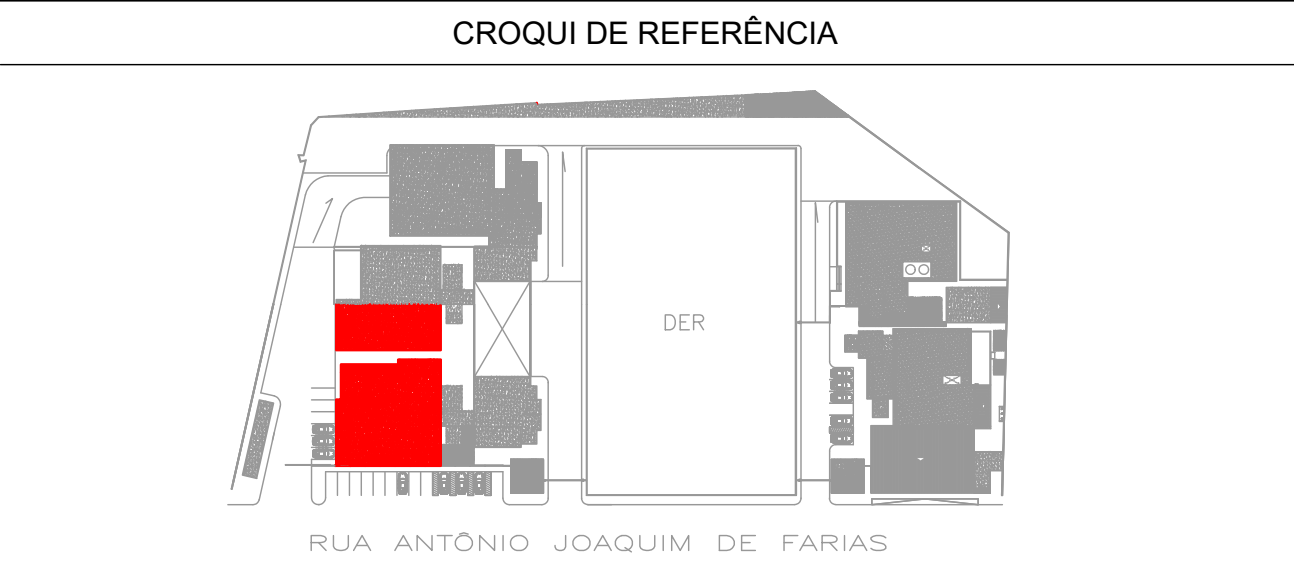 CROQUI DE REFERÊNCIA
DER
RUA ANTÔNIO JOAQUIM DE FARIAS